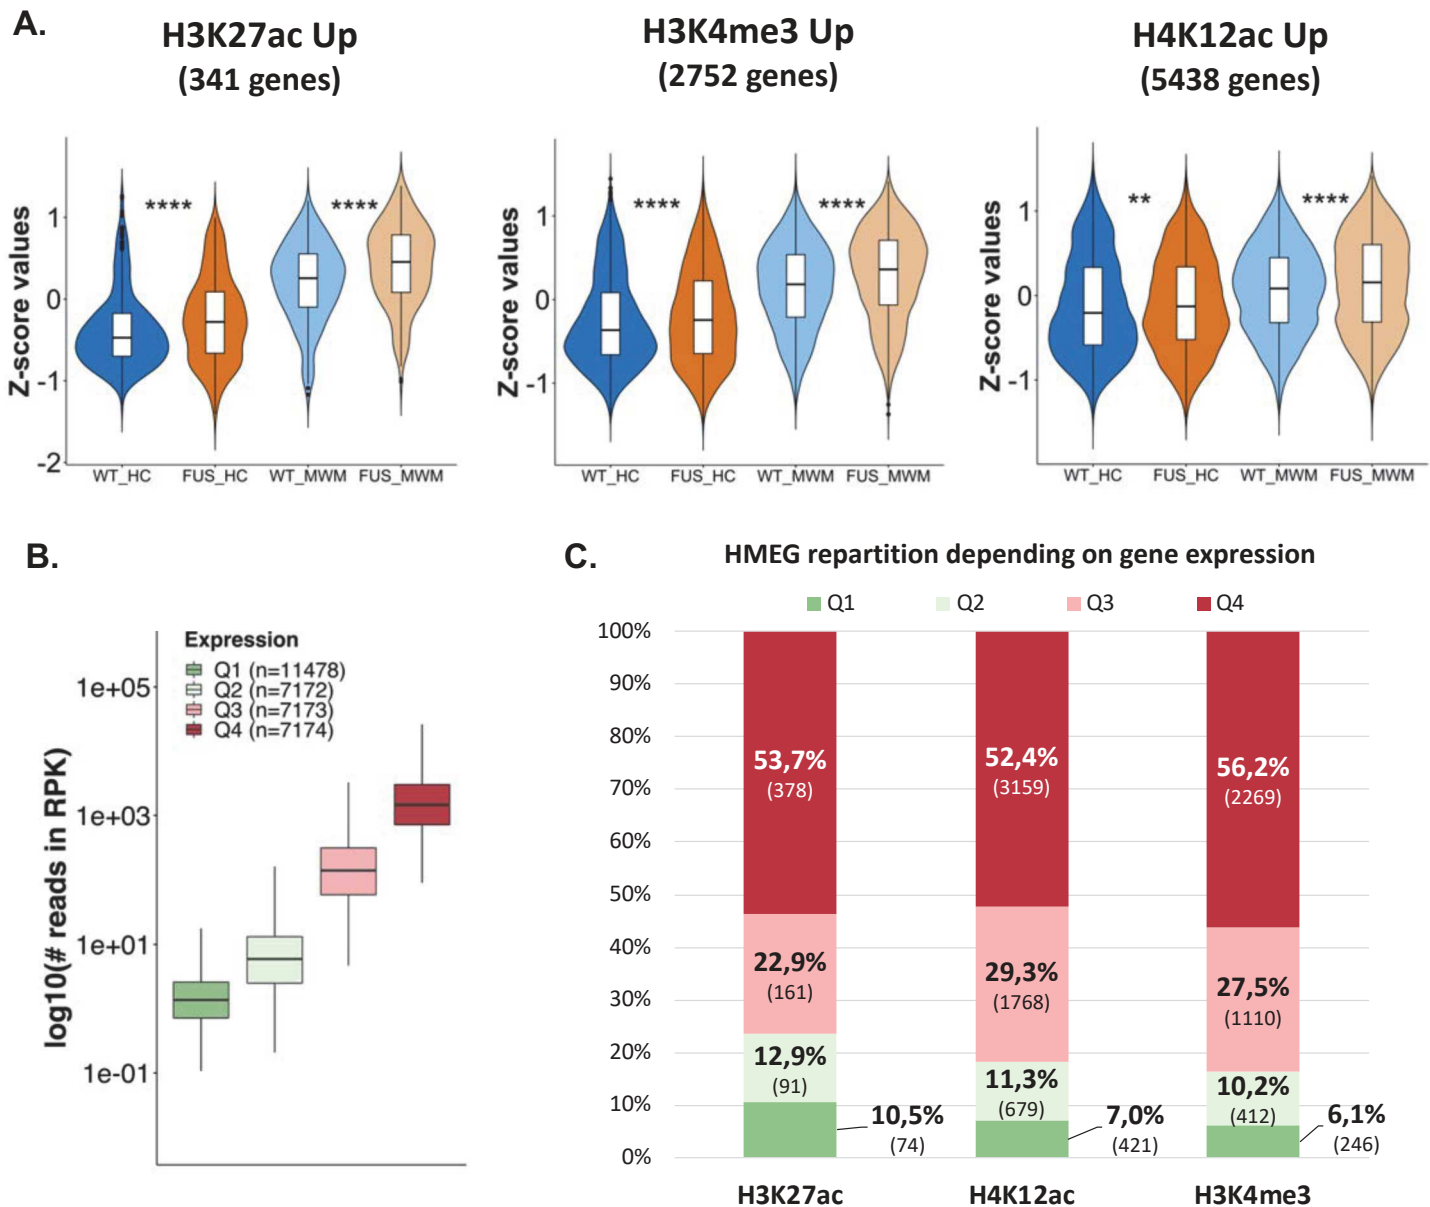 A.
H3K27ac Up
(341 genes)
H3K4me3 Up
(2752 genes)
H4K12ac Up
(5438 genes)
Z-score values
1
0
-1
-2
****
****
WT_HC FUS_HC WT_MWM FUS_MWM
Z-score values
1
0
-1
****
****
WT_HC FUS_HC WT_MWM FUS_MWM
Z-score values
1
0
-1
**
****
WT_HC FUS_HC WT_MWM FUS_MWM
B.
log10(# reads in RPK)
Expression
Q1 (n=11478)
Q2 (n=7172)
Q3 (n=7173)
Q4 (n=7174)
1e+05
1e+03
1e+01
1e-01
C.
HMEG repartition depending on gene expression
Q1 Q2 Q3 Q4
100%
90%
80%
70%
60%
50%
40%
30%
20%
10%
0%
53,7%
(378)
22,9%
(161)
12,9%
(91)
10,5%
(74)
52,4%
(3159)
29,3%
(1768)
11,3%
(679)
7,0%
(421)
56,2%
(2269)
27,5%
(1110)
10,2%
(412)
6,1%
(246)
H3K27ac H4K12ac H3K4me3